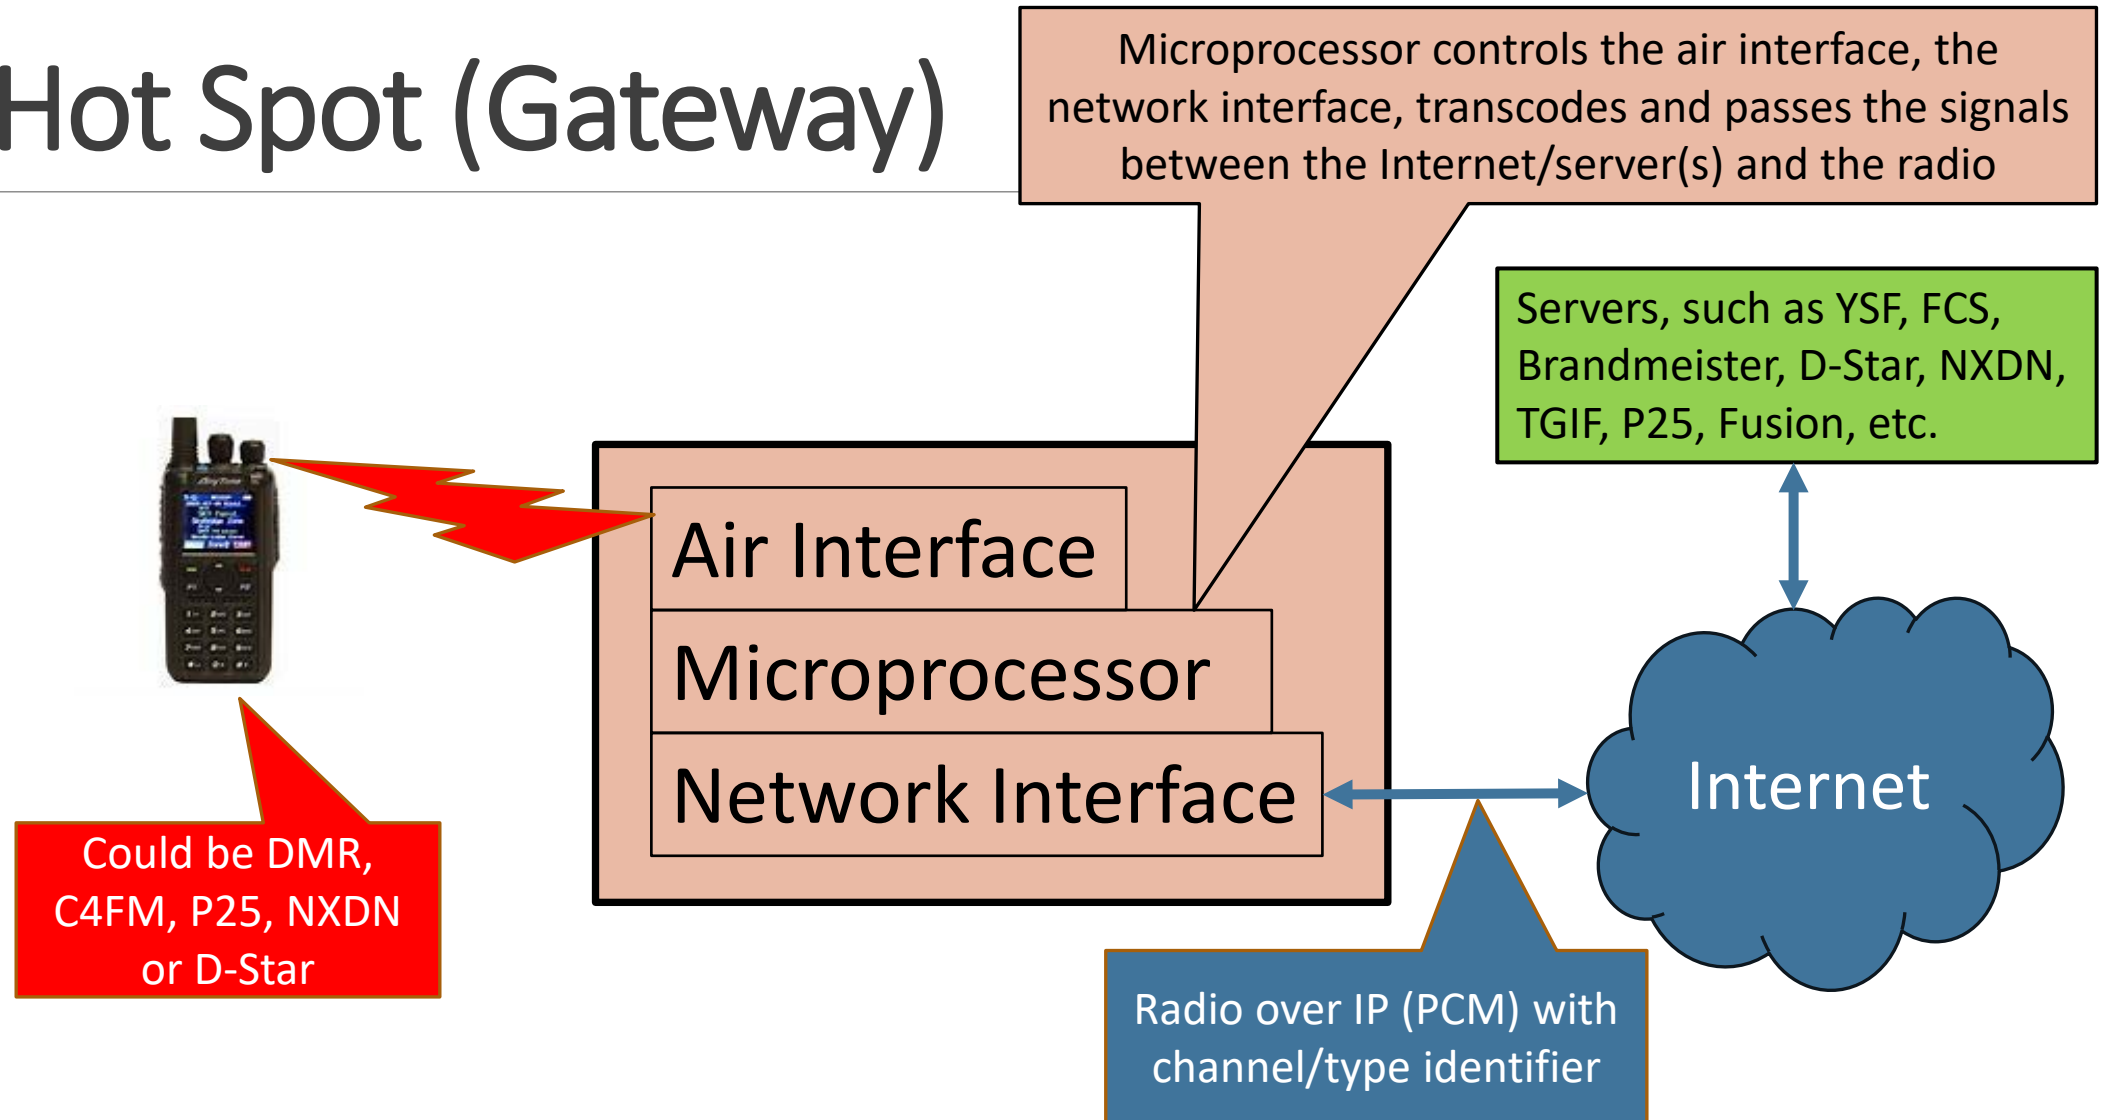 Hot Spot (Gateway)
Microprocessor controls the air interface, the
network interface, transcodes and passes the signals
between the Internet/server(s) and the radio
Servers, such as YSF, FCS,
Brandmeister, D-Star, NXDN,
TGIF, P25, Fusion, etc.
Air Interface
Microprocessor
Network Interface
Internet
Could be DMR,
C4FM, P25, NXDN
or D-Star
Radio over IP (PCM) with
channel/type identifier